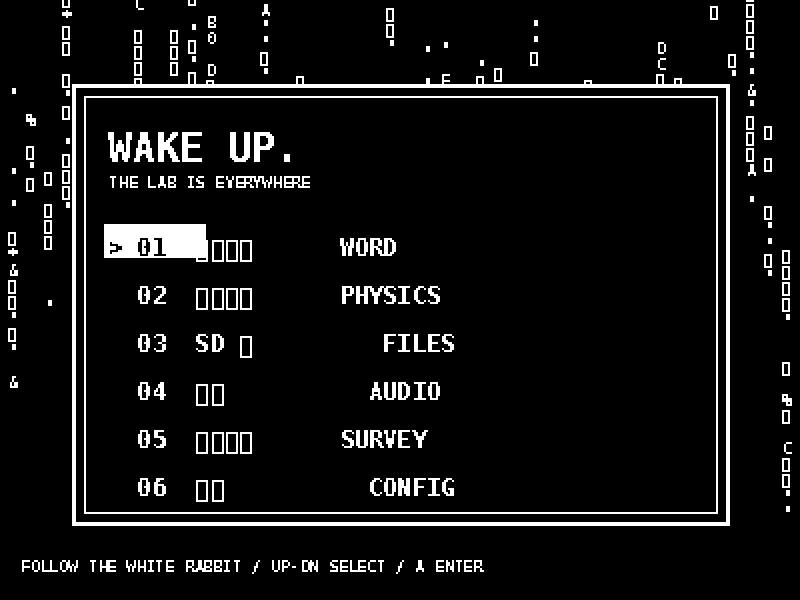 WAKE UP.
THE LAB IS EVERYWHERE
> 01 WORD
02 PHYSICS
03 SD FILES
04 AUDIO
05 SURVEY
06 CONFIG
FOLLOW THE WHITE RABBIT / UP-DN SELECT / A ENTER